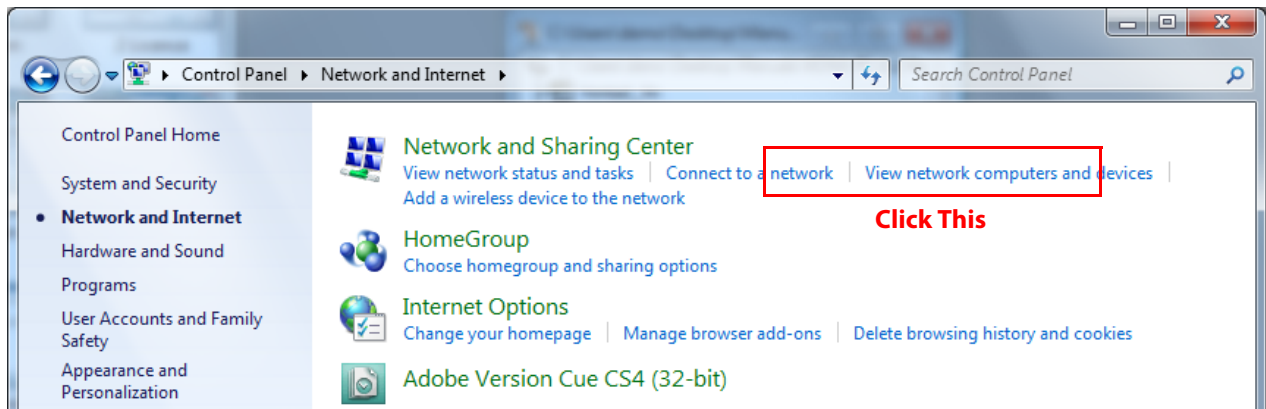 Control Panel Network and Internet
Search Control Panel
Control Panel Home
System and Security
Network and Internet
Hardware and Sound
Programs
User Accounts and Family
Safety
Appearance and
Personalization
Network and Sharing Center
View network status and tasks Connect to a network View network computers and devices
Add a wireless device to the network
Click This
HomeGroup
Choose homegroup and sharing options
Internet Options
Change your homepage Manage browser add-ons Delete browsing history and cookies
Adobe Version Cue CS4 (32-bit)